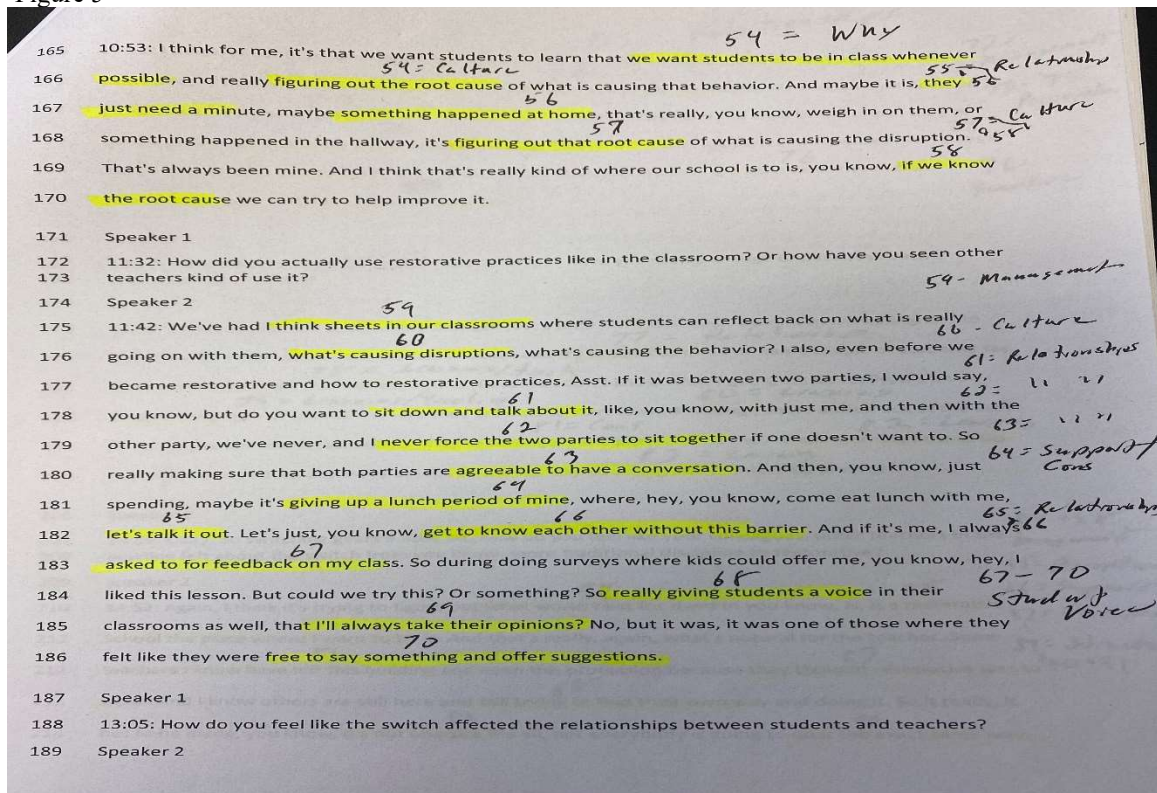 54 = Why
165 10:53: I think for me, it's that we want students to learn that we want students to be in class whenever
54 = Culture
55 Relationship
166 possible, and really figuring out the root cause of what is causing that behavior. And maybe it is, they 56
56
167 just need a minute, maybe something happened at home, that's really, you know, weigh in on them, or
57
57 Culture
168 something happened in the hallway, it's figuring out that root cause of what is causing the disruption. 58
58
169 That's always been mine. And I think that's really kind of where our school is to is, you know, if we know
170 the root cause we can try to help improve it.
171 Speaker 1
172 11:32: How did you actually use restorative practices like in the classroom? Or how have you seen other
173 teachers kind of use it?
59 - Management
174 Speaker 2
59
175 11:42: We've had I think sheets in our classrooms where students can reflect back on what is really
60
60 - Culture
176 going on with them, what's causing disruptions, what's causing the behavior? I also, even before we
61 = Relationships
177 became restorative and how to restorative practices, Asst. If it was between two parties, I would say,
61
62 = " "
178 you know, but do you want to sit down and talk about it, like, you know, with just me, and then with the
62
63 = " "
179 other party, we've never, and I never force the two parties to sit together if one doesn't want to. So
63
64 = Support/
Cons
180 really making sure that both parties are agreeable to have a conversation. And then, you know, just
64
181 spending, maybe it's giving up a lunch period of mine, where, hey, you know, come eat lunch with me,
65 66
65 = Relationship
182 let's talk it out. Let's just, you know, get to know each other without this barrier. And if it's me, I always 66
67
183 asked to for feedback on my class. So during doing surveys where kids could offer me, you know, hey, I
68
67 - 70
184 liked this lesson. But could we try this? Or something? So really giving students a voice in their
69
Student
Voice
185 classrooms as well, that I'll always take their opinions? No, but it was, it was one of those where they
70
186 felt like they were free to say something and offer suggestions.
187 Speaker 1
188 13:05: How do you feel like the switch affected the relationships between students and teachers?
189 Speaker 2